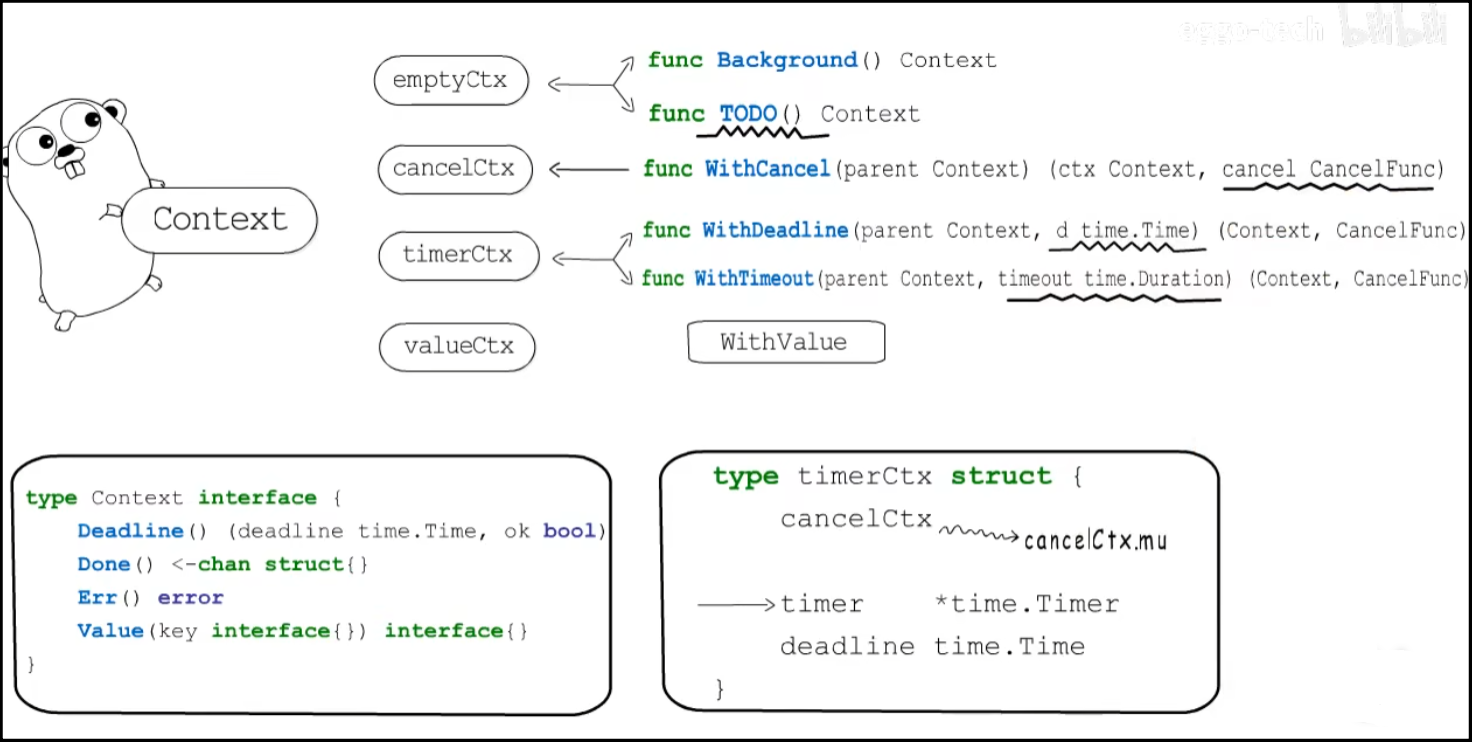 eggo-tech bilibili
emptyCtx
func Background() Context
func TODO() Context
cancelCtx
func WithCancel(parent Context) (ctx Context, cancel CancelFunc)
Context
timerCtx
func WithDeadline(parent Context, d time.Time) (Context, CancelFunc)
func WithTimeout(parent Context, timeout time.Duration) (Context, CancelFunc)
valueCtx
WithValue
type Context interface {
Deadline() (deadline time.Time, ok bool)
Done() <-chan struct{}
Err() error
Value(key interface{}) interface{}
}
type timerCtx struct {
cancelCtx
cancelCtx.mu
timer *time.Timer
deadline time.Time
}